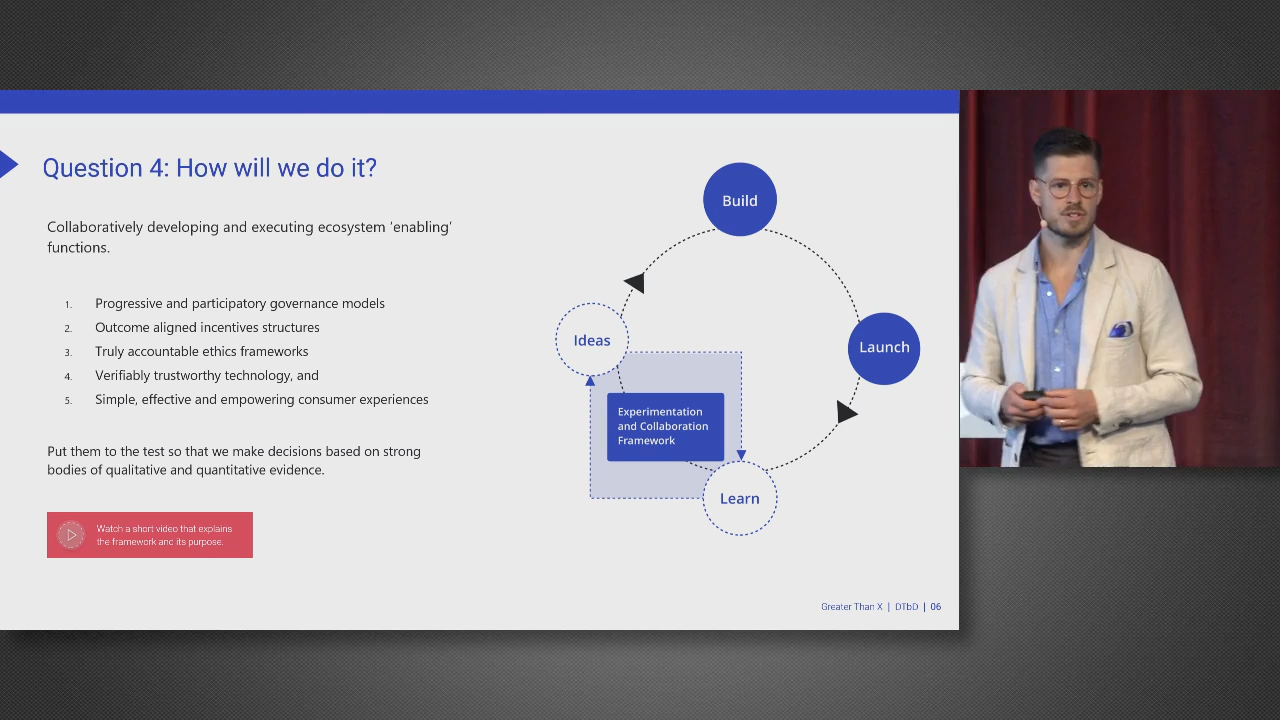 Question 4: How will we do it?
Collaboratively developing and executing ecosystem 'enabling'
functions.
1. Progressive and participatory governance models
2. Outcome aligned incentives structures
3. Truly accountable ethics frameworks
4. Verifiably trustworthy technology, and
5. Simple, effective and empowering consumer experiences
Put them to the test so that we make decisions based on strong
bodies of qualitative and quantitative evidence.
Watch a short video that explains
the framework and its purpose.
Build
Ideas
Launch
Experimentation
and Collaboration
Framework
Learn
Greater Than X | DTbD | 06